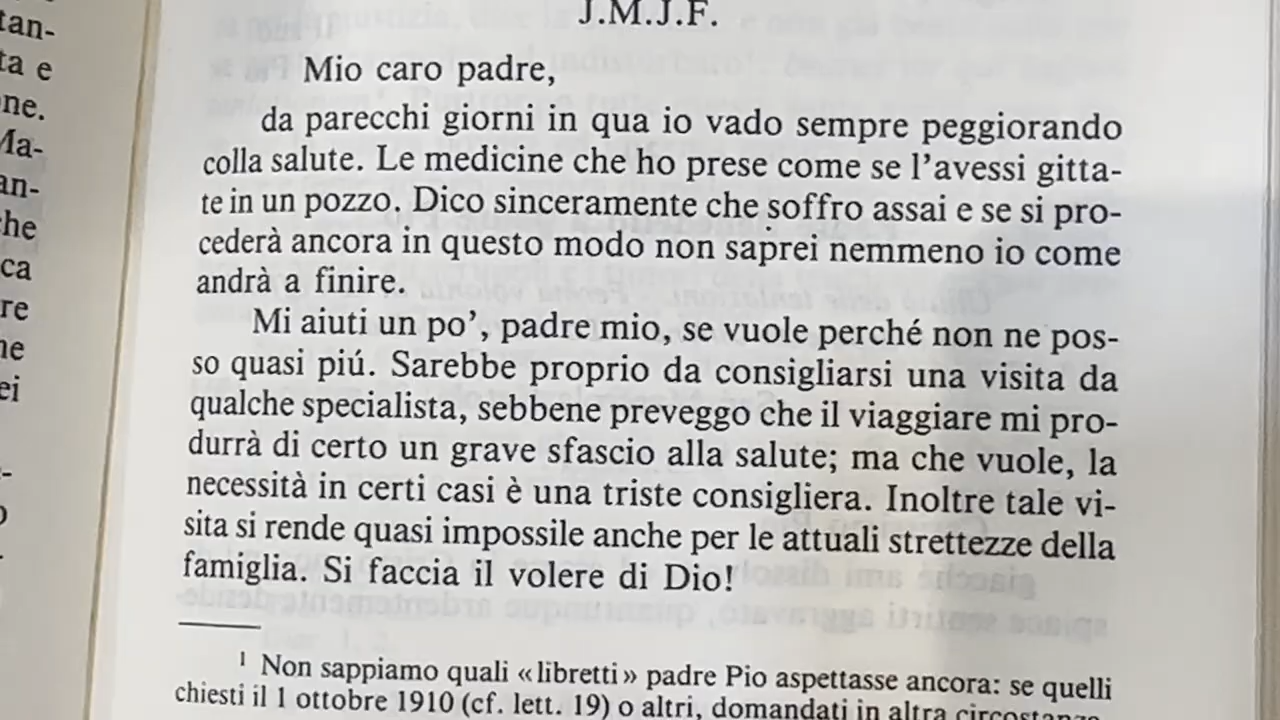 J.M.J.F.
Mio caro padre,
da parecchi giorni in qua io vado sempre peggiorando
colla salute. Le medicine che ho prese come se l'avessi gitta-
te in un pozzo. Dico sinceramente che soffro assai e se si pro-
cederà ancora in questo modo non saprei nemmeno io come
andrà a finire.
Mi aiuti un po', padre mio, se vuole perché non ne pos-
so quasi piú. Sarebbe proprio da consigliarsi una visita da
qualche specialista, sebbene preveggo che il viaggiare mi pro-
durrà di certo un grave sfascio alla salute; ma che vuole, la
necessità in certi casi è una triste consigliera. Inoltre tale vi-
sita si rende quasi impossile anche per le attuali strettezze della
famiglia. Si faccia il volere di Dio!
1 Non sappiamo quali «libretti» padre Pio aspettasse ancora: se quelli
chiesti il 1 ottobre 1910 (cf. lett. 19) o altri, domandati in altra